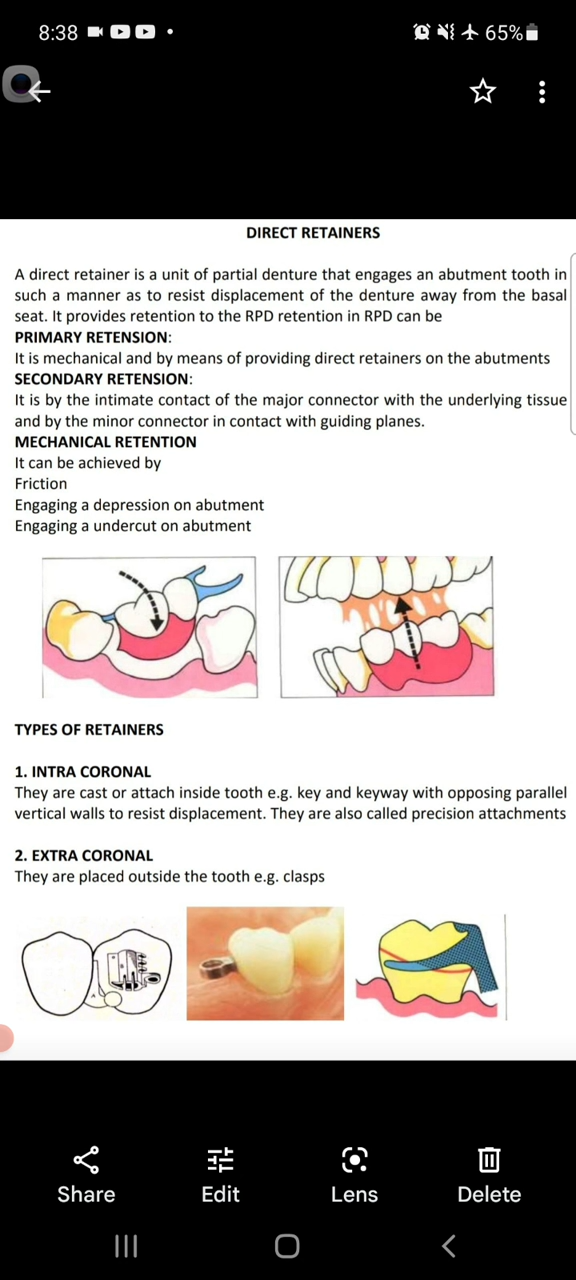 8:38
65%
DIRECT RETAINERS
A direct retainer is a unit of partial denture that engages an abutment tooth in
such a manner as to resist displacement of the denture away from the basal
seat. It provides retention to the RPD retention in RPD can be
PRIMARY RETENSION:
It is mechanical and by means of providing direct retainers on the abutments
SECONDARY RETENSION:
It is by the intimate contact of the major connector with the underlying tissue
and by the minor connector in contact with guiding planes.
MECHANICAL RETENTION
It can be achieved by
Friction
Engaging a depression on abutment
Engaging a undercut on abutment
TYPES OF RETAINERS
1. INTRA CORONAL
They are cast or attach inside tooth e.g. key and keyway with opposing parallel
vertical walls to resist displacement. They are also called precision attachments
2. EXTRA CORONAL
They are placed outside the tooth e.g. clasps
A
Share
Edit
Lens
Delete